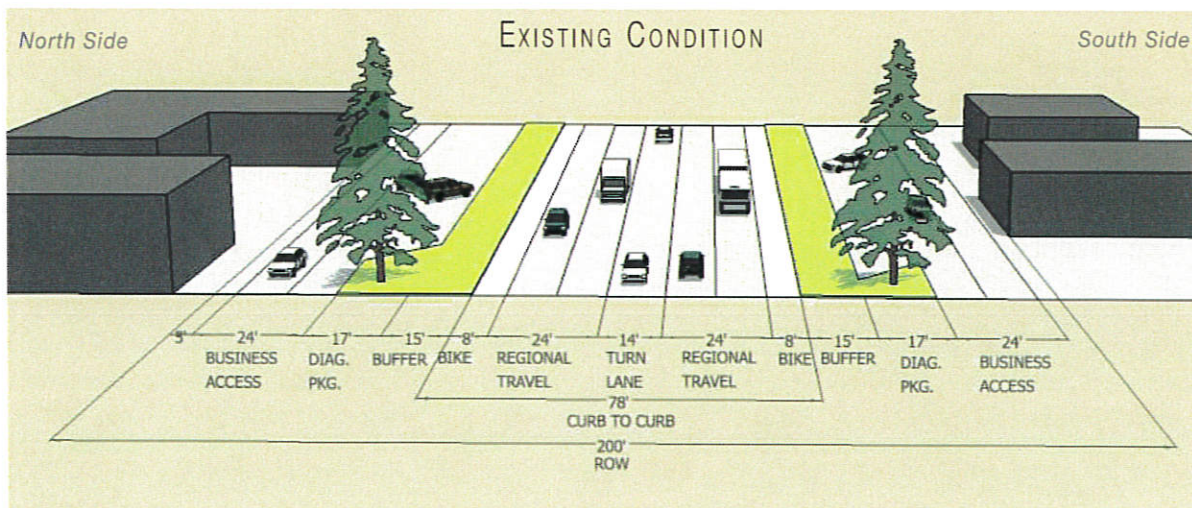 North Side
EXISTING CONDITION
South Side
5'
24'
BUSINESS
ACCESS
17'
DIAG.
PKG.
15'
BUFFER
8'
BIKE
24'
REGIONAL
TRAVEL
14'
TURN
LANE
24'
REGIONAL
TRAVEL
8'
BIKE
15'
BUFFER
17'
DIAG.
PKG.
24'
BUSINESS
ACCESS
78'
CURB TO CURB
200'
ROW